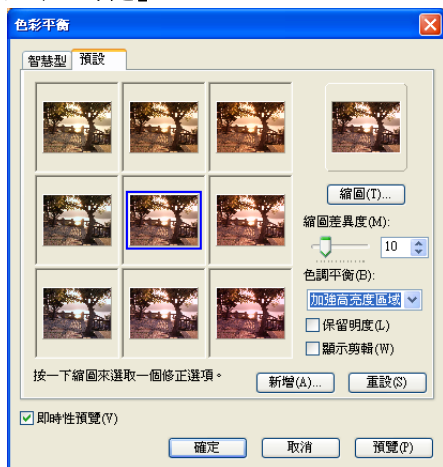 色彩平衡
智慧型 預設
縮圖(T)...
縮圖差異度(M):
10
色調平衡(B):
加強高亮度區域
保留明度(L)
顯示剪輯(W)
按一下縮圖來選取一個修正選項。
新增(A)... 重設(S)
即時性預覽(V)
確定 取消 預覽(P)